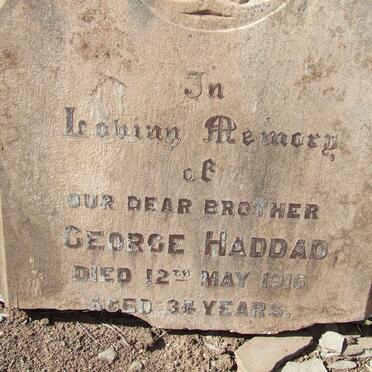 In
Loving Memory
of
OUR DEAR BROTHER
GEORGE HADDAD
DIED 12TH MAY 1916
AGED 34 YEARS.